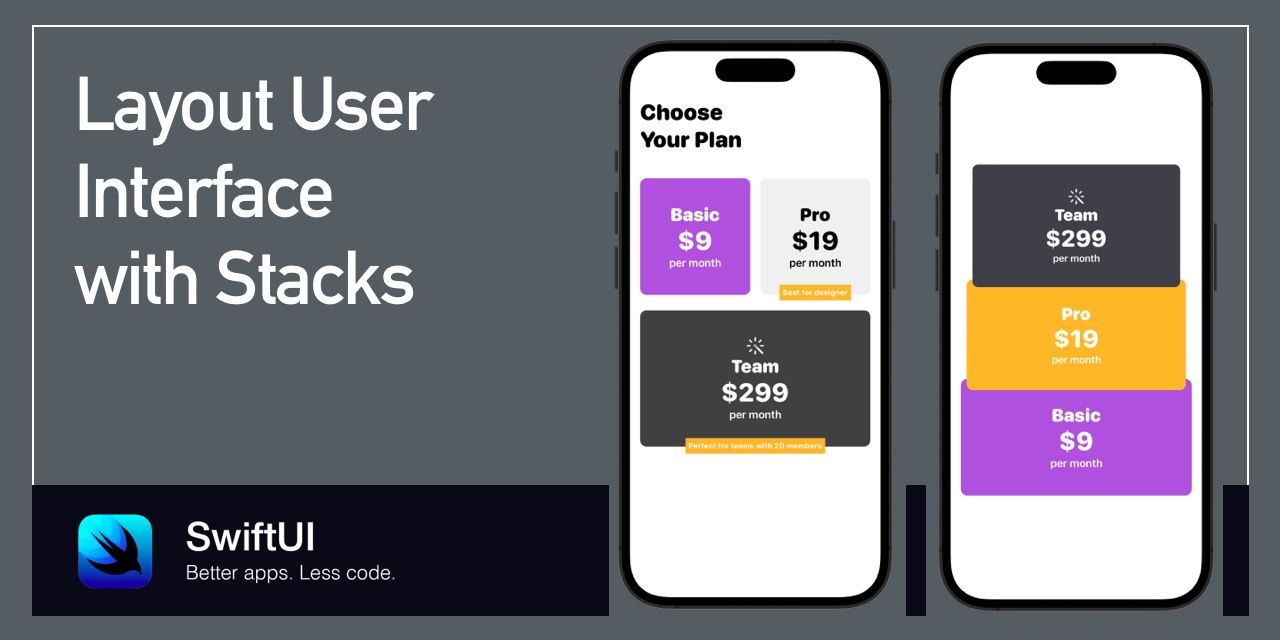 Layout User
Interface
with Stacks
SwiftUI
Better apps. Less code.
Choose
Your Plan
Basic
$9
per month
Pro
$19
per month
Best for designer
Team
$299
per month
Perfect for teams with 20 members
Team
$299
per month
Pro
$19
per month
Basic
$9
per month